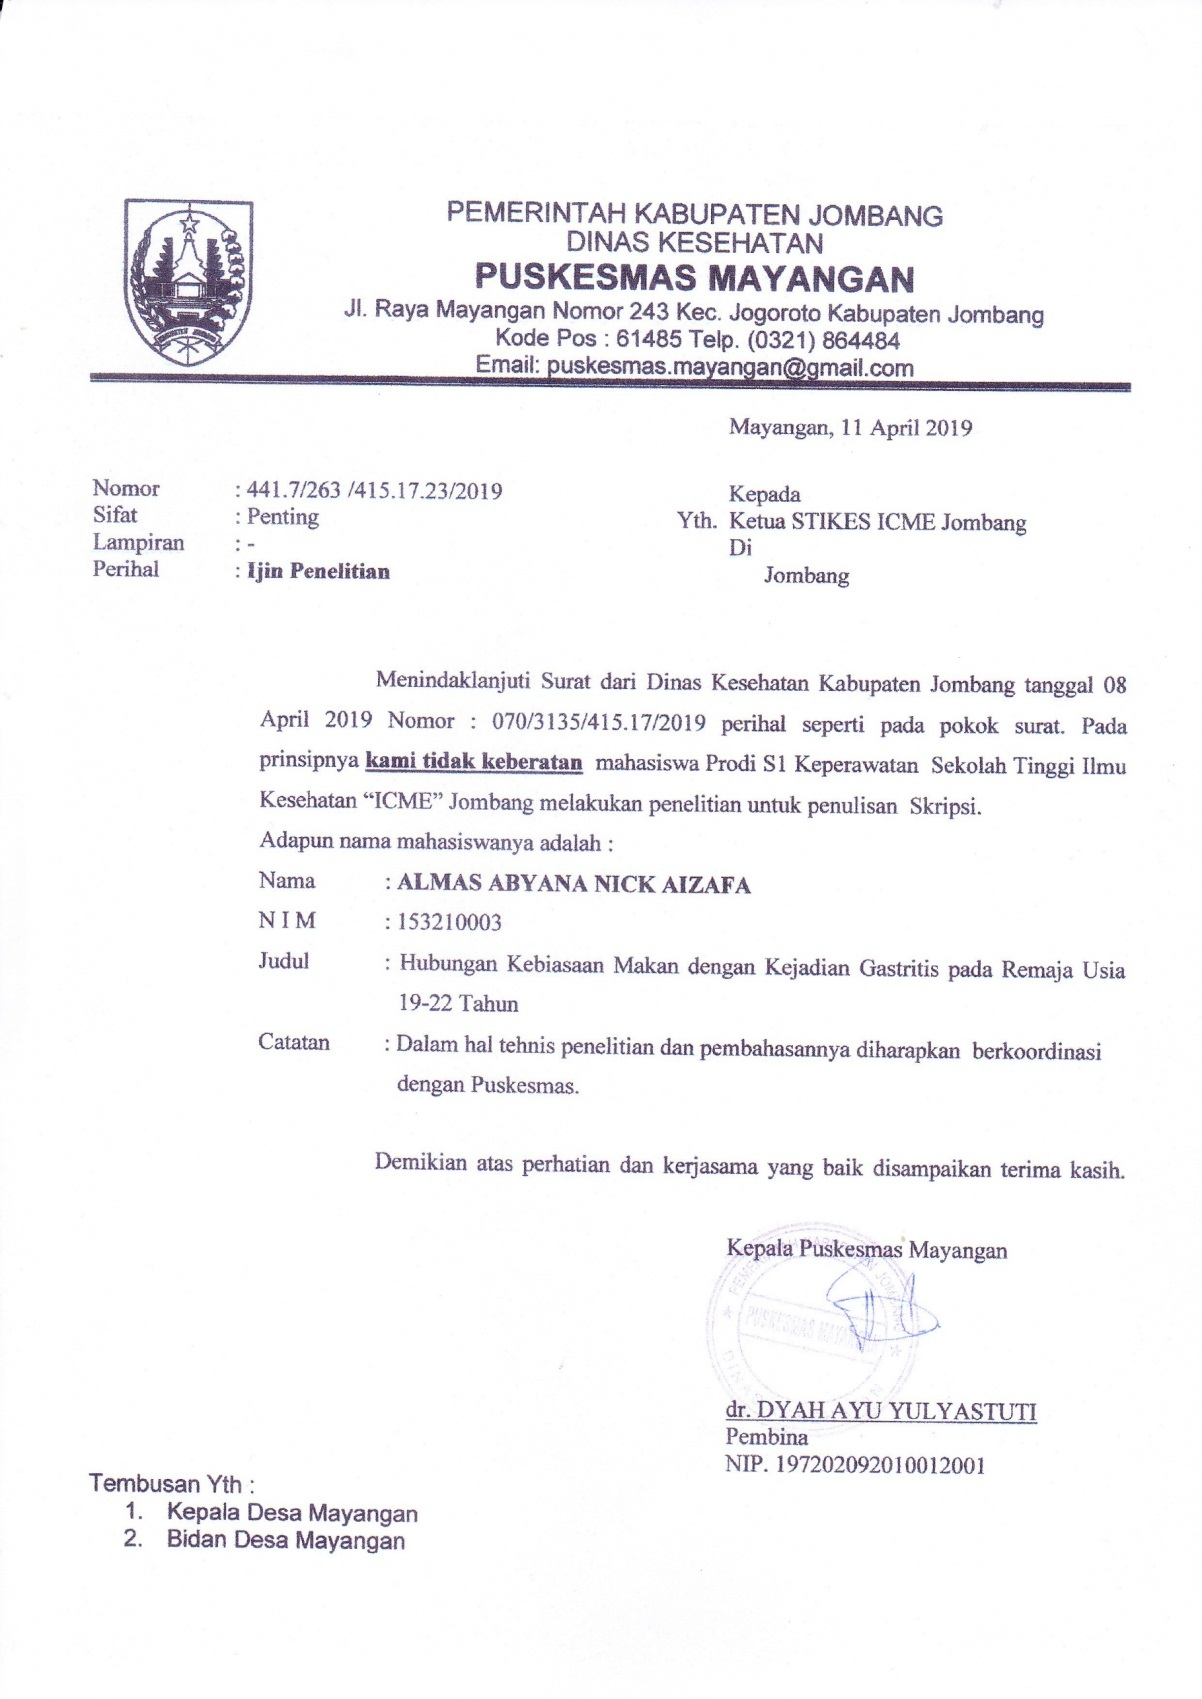 PEMERINTAH KABUPATEN JOMBANG
DINAS KESEHATAN
PUSKESMAS MAYANGAN
Jl. Raya Mayangan Nomor 243 Kec. Jogoroto Kabupaten Jombang
Kode Pos : 61485 Telp. (0321) 864484
Email: puskesmas.mayangan@gmail.com
Mayangan, 11 April 2019
Nomor : 441.7/263 /415.17.23/2019
Sifat : Penting
Lampiran : -
Perihal : Ijin Penelitian
Kepada
Yth. Ketua STIKES ICME Jombang
Di
Jombang
Menindaklanjuti Surat dari Dinas Kesehatan Kabupaten Jombang tanggal 08
April 2019 Nomor : 070/3135/415.17/2019 perihal seperti pada pokok surat. Pada
prinsipnya kami tidak keberatan mahasiswa Prodi S1 Keperawatan Sekolah Tinggi Ilmu
Kesehatan “ICME” Jombang melakukan penelitian untuk penulisan Skripsi.
Adapun nama mahasiswanya adalah :
Nama : ALMAS ABYANA NICK AIZAFA
N I M : 153210003
Judul : Hubungan Kebiasaan Makan dengan Kejadian Gastritis pada Remaja Usia
19-22 Tahun
Catatan : Dalam hal tehnis penelitian dan pembahasannya diharapkan berkoordinasi
dengan Puskesmas.
Demikian atas perhatian dan kerjasama yang baik disampaikan terima kasih.
Kepala Puskesmas Mayangan
PUSKESMAS
dr. DYAH AYU YULYASTUTI
Pembina
NIP. 197202092010012001
Tembusan Yth :
1. Kepala Desa Mayangan
2. Bidan Desa Mayangan